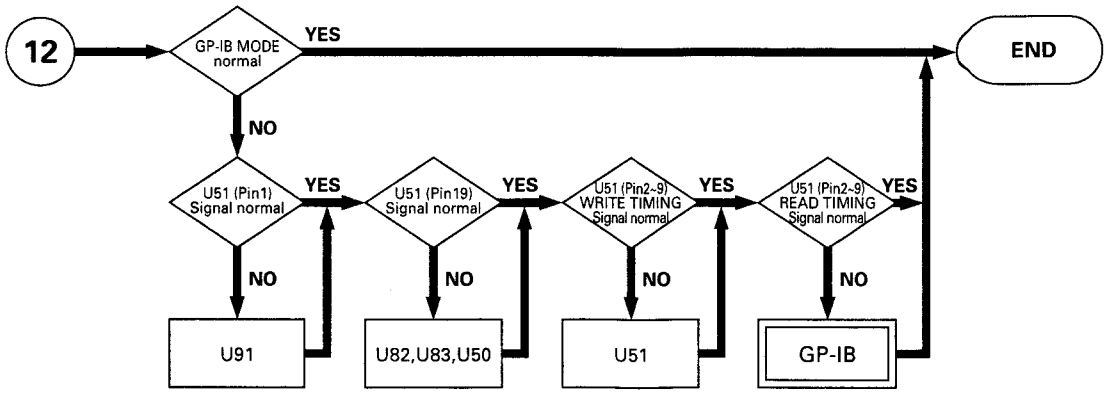 12
GP-IB MODE
normal
YES
END
NO
U51 (Pin1)
Signal normal
YES
U51 (Pin19)
Signal normal
YES
U51 (Pin2~9)
WRITE TIMING
Signal normal
YES
U51 (Pin2~9)
READ TIMING
Signal normal
YES
NO
NO
NO
NO
U91
U82,U83,U50
U51
GP-IB